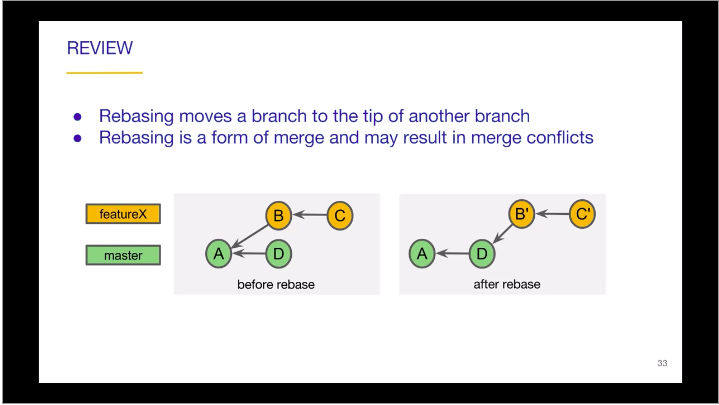 REVIEW
● Rebasing moves a branch to the tip of another branch
● Rebasing is a form of merge and may result in merge conflicts
featureX
B C
B' C'
master
A D
A D
before rebase
after rebase
33